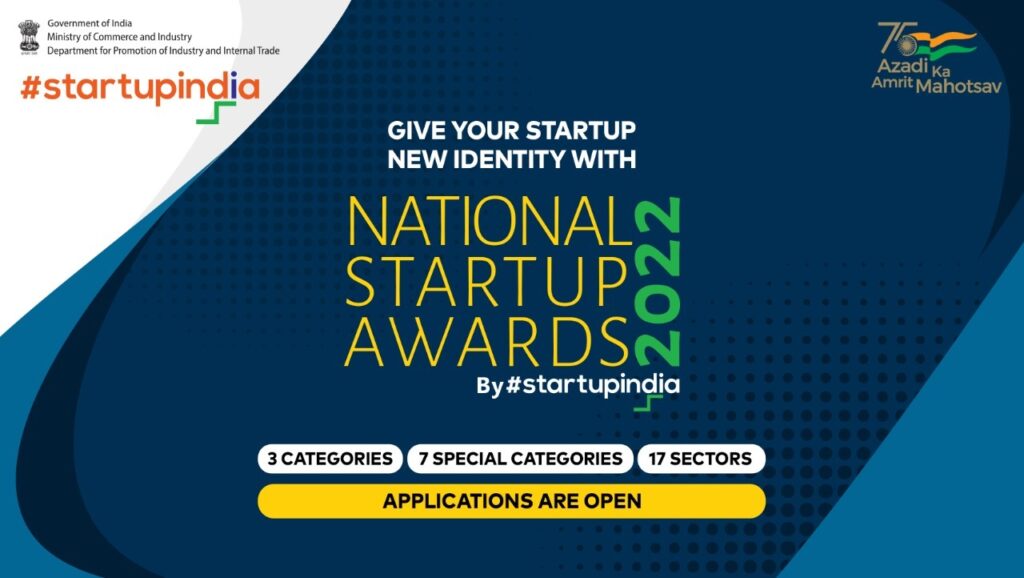 Government of India
Ministry of Commerce and Industry
Department for Promotion of Industry and Internal Trade
#startupindia
75
Azadi Ka
Amrit Mahotsav
GIVE YOUR STARTUP
NEW IDENTITY WITH
NATIONAL
STARTUP
AWARDS
2022
By #startupindia
3 CATEGORIES
7 SPECIAL CATEGORIES
17 SECTORS
APPLICATIONS ARE OPEN